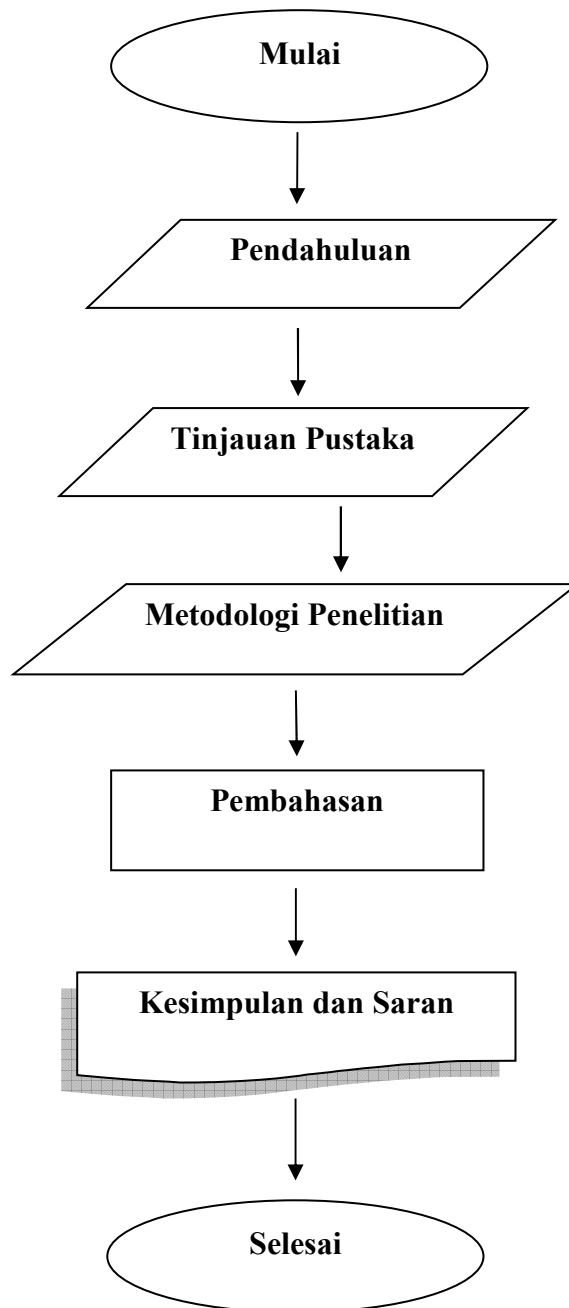 Mulai
Pendahuluan
Tinjauan Pustaka
Metodologi Penelitian
Pembahasan
Kesimpulan dan Saran
Selesai